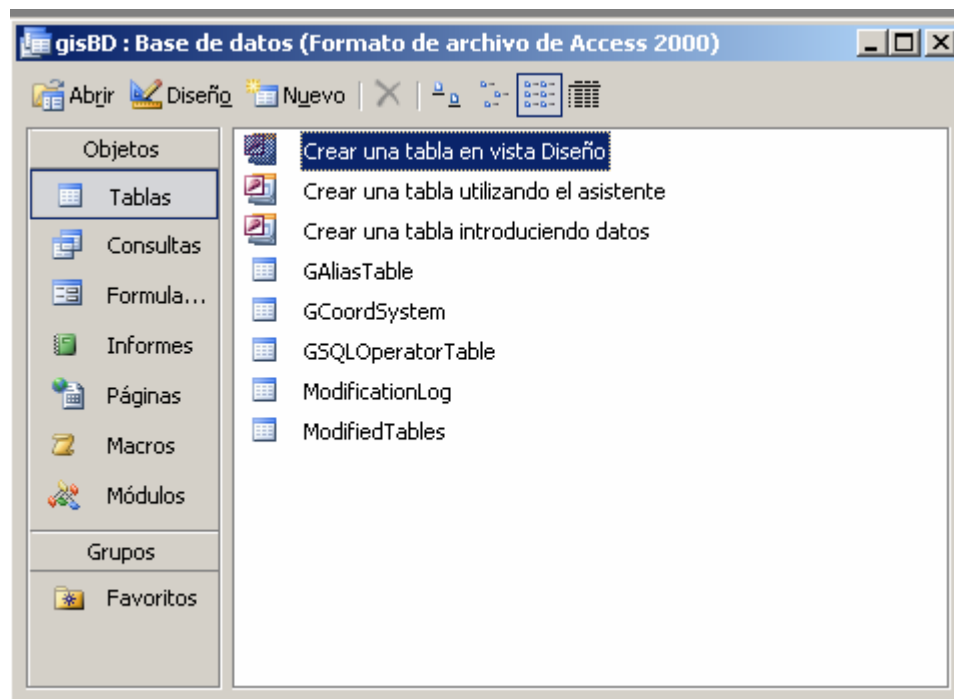 gisBD : Base de datos (Formato de archivo de Access 2000)
Abrir Diseño Nuevo
Objetos
Tablas
Consultas
Formula...
Informes
Páginas
Macros
Módulos
Grupos
Favoritos
Crear una tabla en vista Diseño
Crear una tabla utilizando el asistente
Crear una tabla introduciendo datos
GAliasTable
GCoordSystem
GSQLOperatorTable
ModificationLog
ModifiedTables